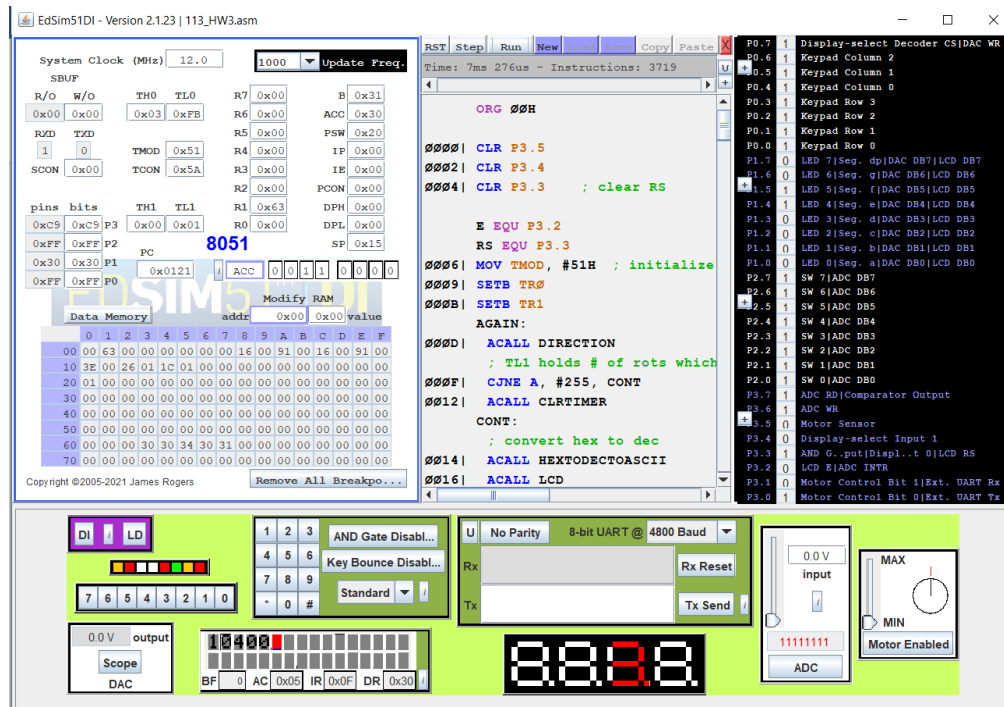 EdSim51DI - Version 2.1.23 | 113_HW3.asm
System Clock (MHz) 12.0 1000 Update Freq.
SBUF
R/O W/O TH0 TL0 R7 0x00 B 0x31
0x00 0x00 0x03 0xFB R6 0x00 ACC 0x30
RXD TXD R5 0x00 PSW 0x20
1 0 TMOD 0x51 R4 0x00 IP 0x00
SCON 0x00 TCON 0x5A R3 0x00 IE 0x00
R2 0x00 PCON 0x00
pins bits TH1 TL1 R1 0x63 DPH 0x00
0xC9 0xC9 P3 0x00 0x01 R0 0x00 DPL 0x00
0xFF 0xFF P2 8051 SP 0x15
0x30 0x30 P1 PC
0xFF 0xFF P0 0x0121 i ACC 0 0 1 1 0 0 0 0
EDSIM51DI
Modify RAM
Data Memory addr 0x00 0x00 value
0 1 2 3 4 5 6 7 8 9 A B C D E F
00 00 63 00 00 00 00 00 00 16 00 91 00 16 00 91 00
10 3E 00 26 01 1C 01 00 00 00 00 00 00 00 00 00 00
20 01 00 00 00 00 00 00 00 00 00 00 00 00 00 00 00
30 00 00 00 00 00 00 00 00 00 00 00 00 00 00 00 00
40 00 00 00 00 00 00 00 00 00 00 00 00 00 00 00 00
50 00 00 00 00 00 00 00 00 00 00 00 00 00 00 00 00
60 00 00 00 30 30 34 30 31 00 00 00 00 00 00 00 00
70 00 00 00 00 00 00 00 00 00 00 00 00 00 00 00 00
Copyright ©2005-2021 James Rogers Remove All Breakpo...
RST Step Run New Load Save Copy Paste X
Time: 7ms 276us - Instructions: 3719 U
ORG ØØH
ØØØØ| CLR P3.5
ØØØ2| CLR P3.4
ØØØ4| CLR P3.3 ; clear RS
E EQU P3.2
RS EQU P3.3
ØØØ6| MOV TMOD, #51H ; initialize
ØØØ9| SETB TRØ
ØØØB| SETB TR1
AGAIN:
ØØØD| ACALL DIRECTION
; TL1 holds # of rots which
ØØØF| CJNE A, #255, CONT
ØØ12| ACALL CLRTIMER
CONT:
; convert hex to dec
ØØ14| ACALL HEXTODECTOASCII
ØØ16| ACALL LCD
P0.7 1 Display-select Decoder CS|DAC WR
P0.6 1 Keypad Column 2
P0.5 1 Keypad Column 1
P0.4 1 Keypad Column 0
P0.3 1 Keypad Row 3
P0.2 1 Keypad Row 2
P0.1 1 Keypad Row 1
P0.0 1 Keypad Row 0
P1.7 0 LED 7|Seg. dp|DAC DB7|LCD DB7
P1.6 0 LED 6|Seg. g|DAC DB6|LCD DB6
P1.5 1 LED 5|Seg. f|DAC DB5|LCD DB5
P1.4 1 LED 4|Seg. e|DAC DB4|LCD DB4
P1.3 0 LED 3|Seg. d|DAC DB3|LCD DB3
P1.2 0 LED 2|Seg. c|DAC DB2|LCD DB2
P1.1 0 LED 1|Seg. b|DAC DB1|LCD DB1
P1.0 0 LED 0|Seg. a|DAC DB0|LCD DB0
P2.7 1 SW 7|ADC DB7
P2.6 1 SW 6|ADC DB6
P2.5 1 SW 5|ADC DB5
P2.4 1 SW 4|ADC DB4
P2.3 1 SW 3|ADC DB3
P2.2 1 SW 2|ADC DB2
P2.1 1 SW 1|ADC DB1
P2.0 1 SW 0|ADC DB0
P3.7 1 ADC RD|Comparator Output
P3.6 1 ADC WR
P3.5 0 Motor Sensor
P3.4 0 Display-select Input 1
P3.3 1 AND G..put|Displ..t 0|LCD RS
P3.2 0 LCD E|ADC INTR
P3.1 0 Motor Control Bit 1|Ext. UART Rx
P3.0 1 Motor Control Bit 0|Ext. UART Tx
DI i LD
7 6 5 4 3 2 1 0
1 2 3
4 5 6
7 8 9
* 0 #
AND Gate Disabl...
Key Bounce Disabl...
Standard i
U No Parity 8-bit UART @ 4800 Baud
Rx Rx Reset
Tx Tx Send i
0.0 V
input
i
11111111
ADC
MAX
MIN
Motor Enabled
0.0 V output
Scope
DAC
10400
BF 0 AC 0x05 IR 0x0F DR 0x30 i